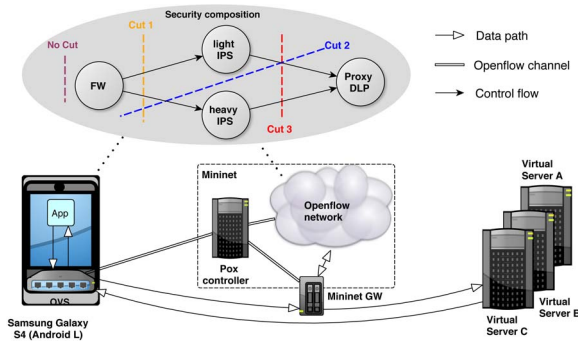 Security composition
No Cut
Cut 1
light
IPS
Cut 2
FW
Proxy
DLP
heavy
IPS
Cut 3
Data path
Openflow channel
Control flow
Mininet
Openflow
network
App
OVS
Pox
controller
Mininet GW
Virtual
Server A
Virtual
Server B
Virtual
Server C
Samsung Galaxy
S4 (Android L)